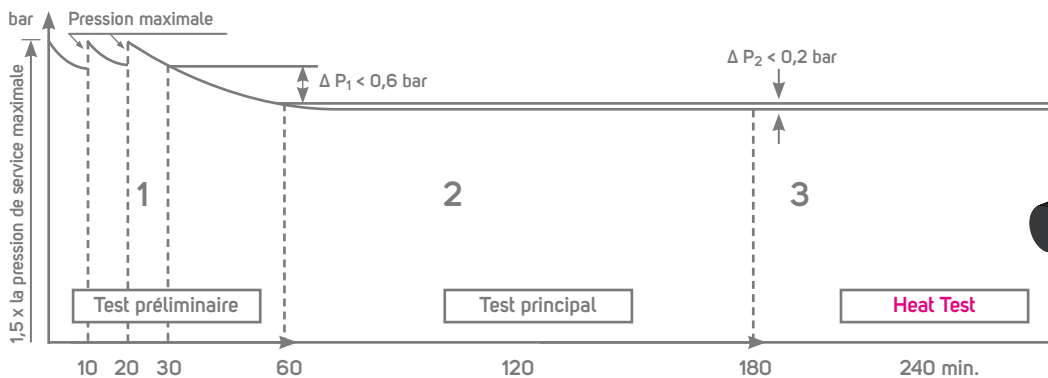 bar
Pression maximale
1,5 x la pression de service maximale
Δ P₁ < 0,6 bar
Δ P₂ < 0,2 bar
1
2
3
Test préliminaire
Test principal
Heat Test
10 20 30 60 120 180 240 min.